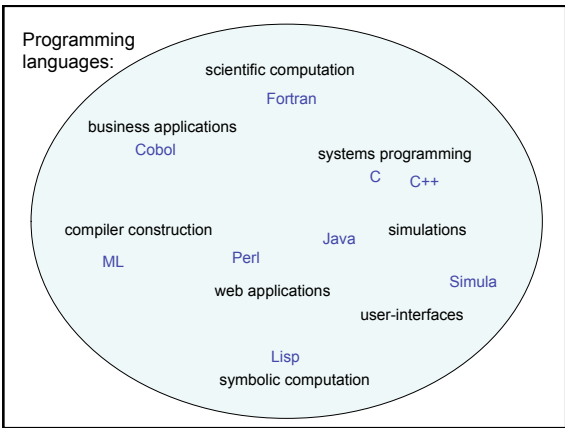 Programming
languages:
scientific computation
Fortran
business applications
Cobol
systems programming
C C++
compiler construction
simulations
Java
Perl
ML
Simula
web applications
user-interfaces
Lisp
symbolic computation